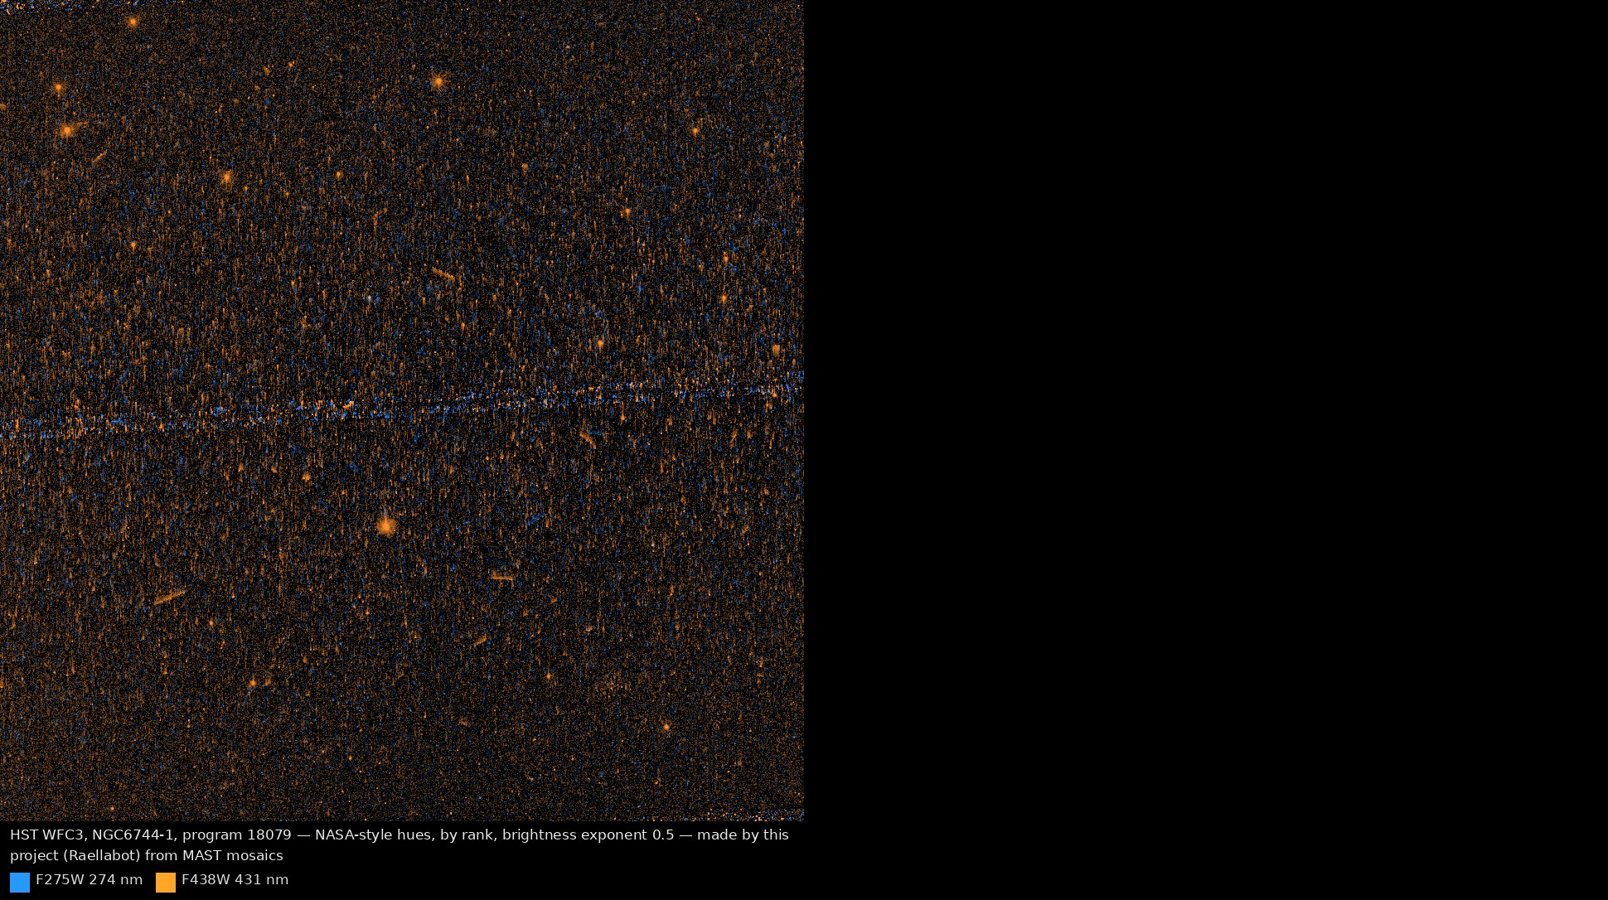 HST WFC3, NGC6744-1, program 18079 — NASA-style hues, by rank, brightness exponent 0.5 — made by this
project (Raellabot) from MAST mosaics
F275W 274 nm F438W 431 nm